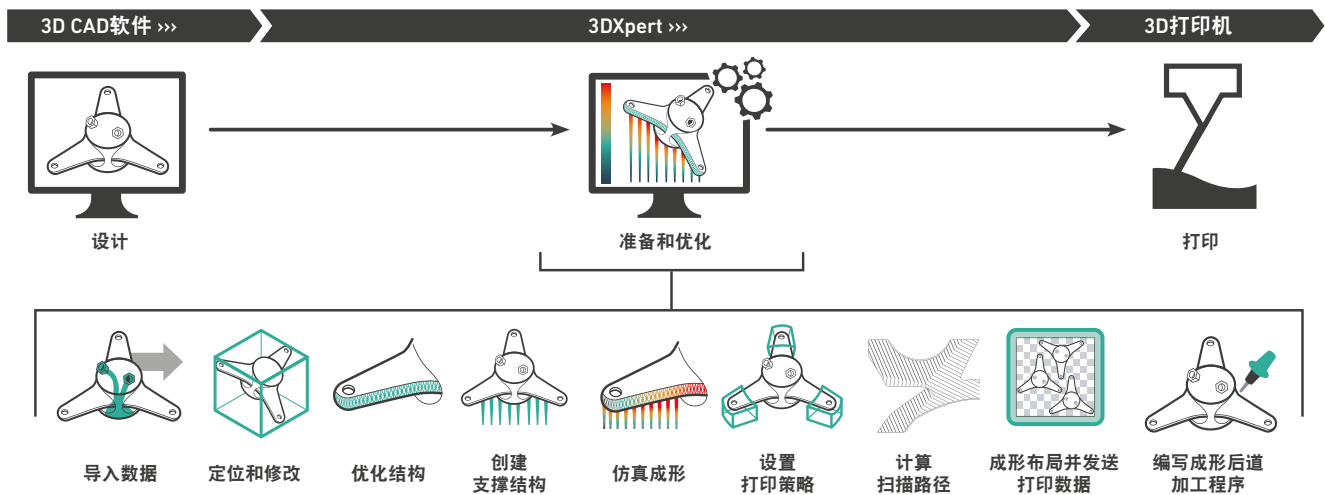 3D CAD软件 >>>
3DXpert >>>
3D打印机
设计
准备和优化
打印
导入数据
定位和修改
优化结构
创建
支撑结构
仿真成形
设置
打印策略
计算
扫描路径
成形布局并发送
打印数据
编写成形后道
加工程序